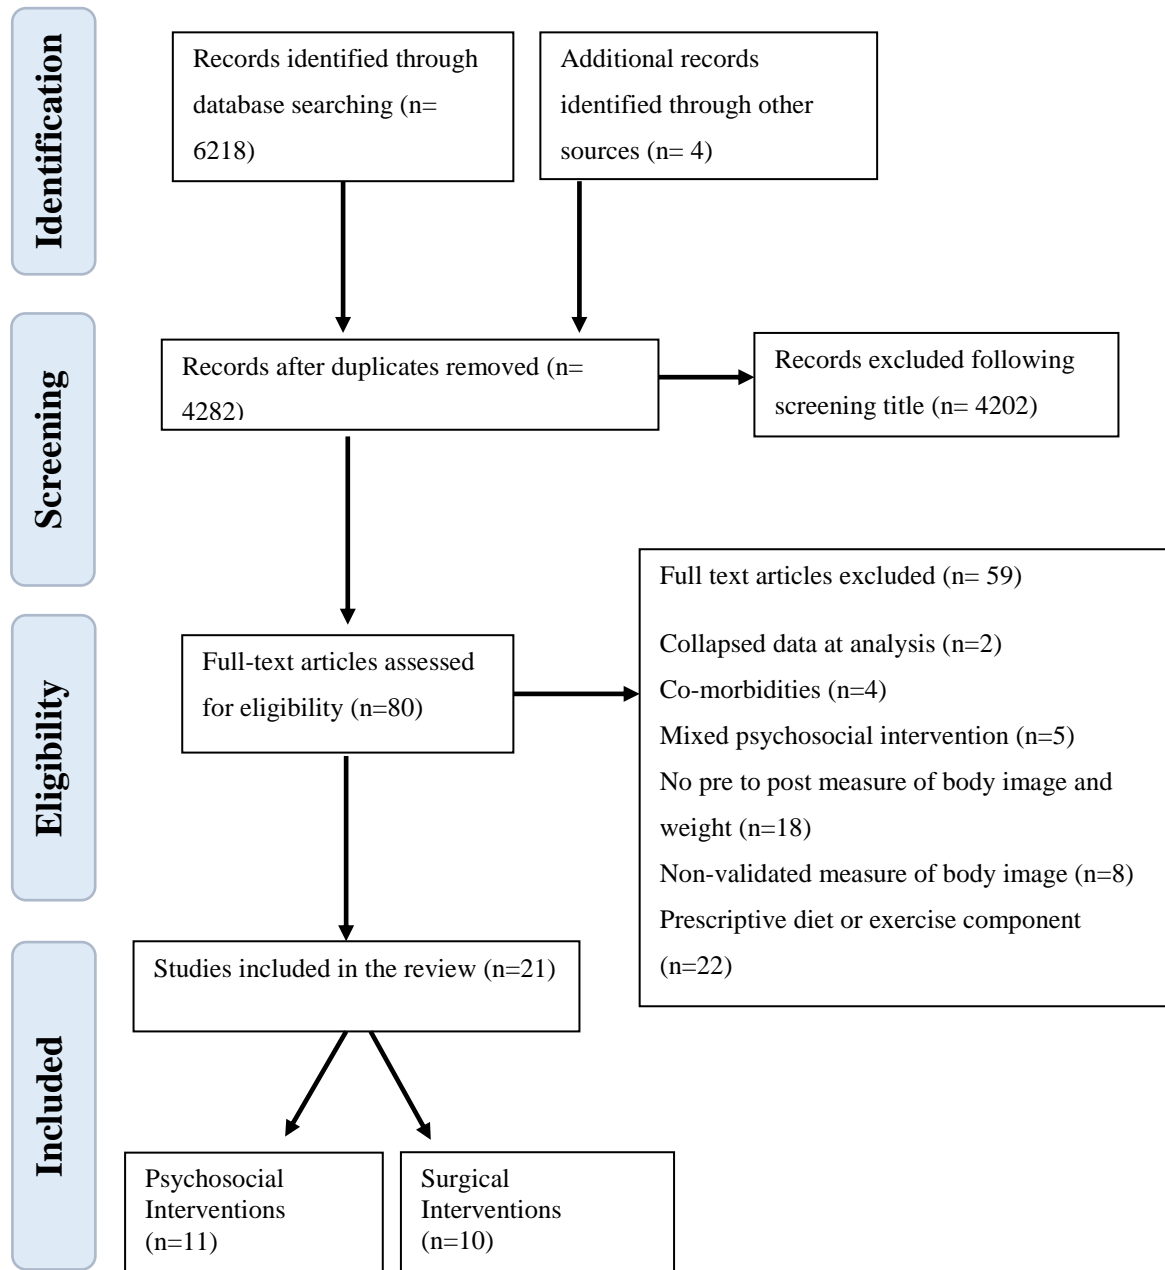 Identification
Records identified through
database searching (n=
6218)
Additional records
identified through other
sources (n= 4)
Screening
Records after duplicates removed (n=
4282)
Records excluded following
screening title (n= 4202)
Eligibility
Full-text articles assessed
for eligibility (n=80)
Full text articles excluded (n= 59)
Collapsed data at analysis (n=2)
Co-morbidities (n=4)
Mixed psychosocial intervention (n=5)
No pre to post measure of body image and
weight (n=18)
Non-validated measure of body image (n=8)
Prescriptive diet or exercise component
(n=22)
Included
Studies included in the review (n=21)
Psychosocial
Interventions
(n=11)
Surgical
Interventions
(n=10)